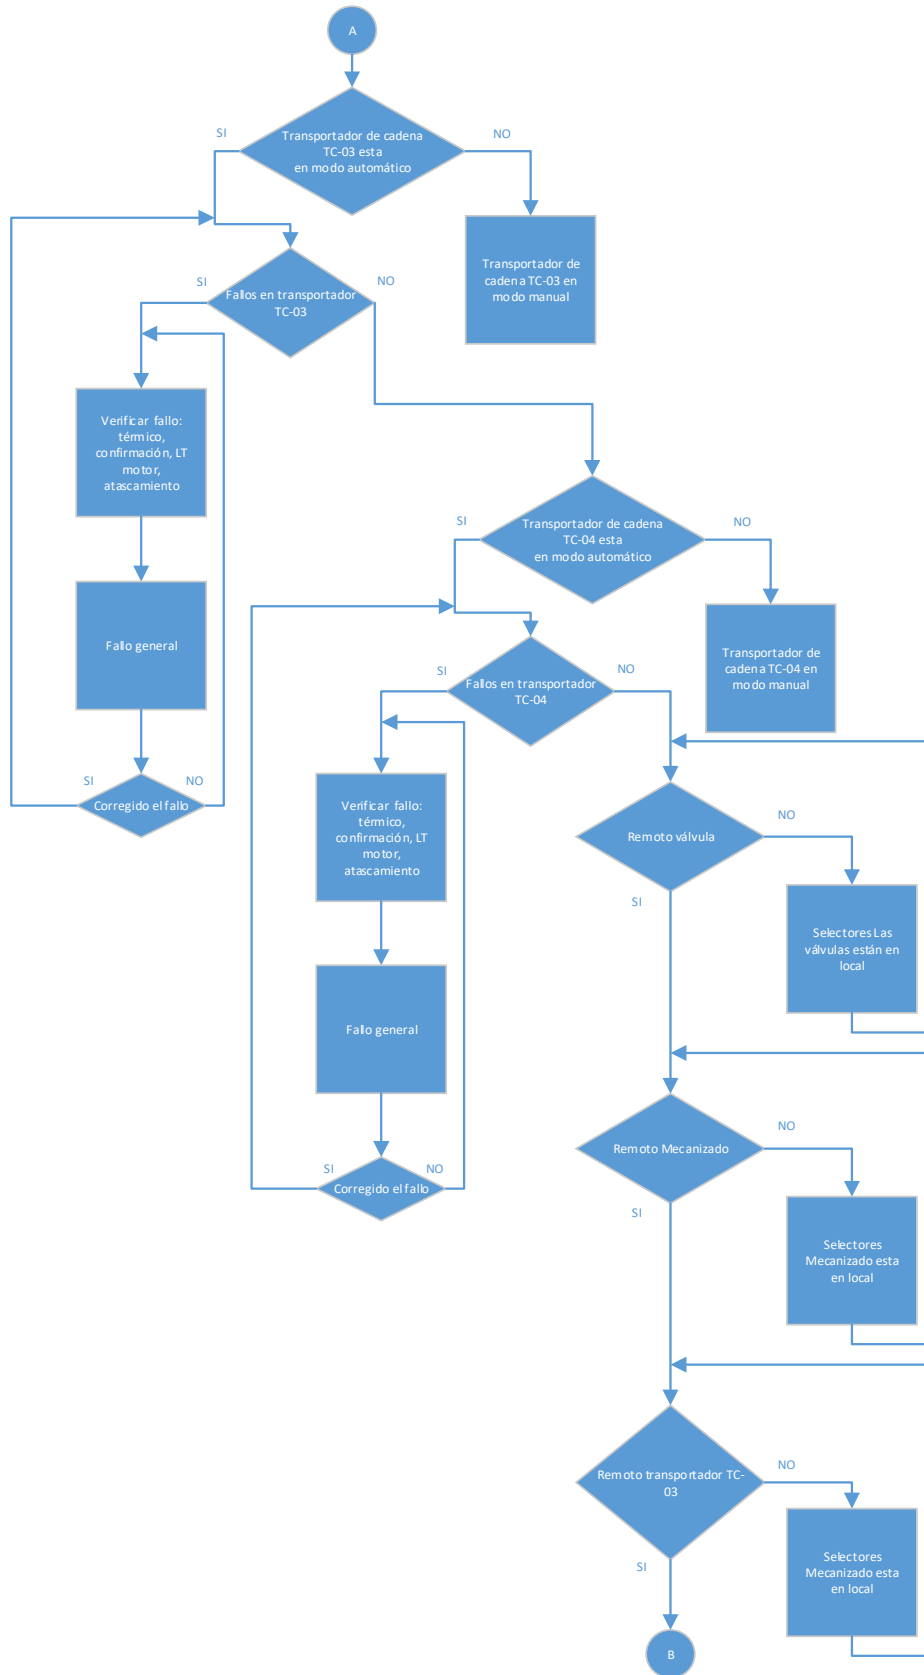 A
SI
Transportador de cadena
TC-03 esta
en modo automático
NO
Transportador de
cadena TC-03 en
modo manual
SI
Fallos en transportador
TC-03
NO
Verificar fallo:
térmico,
confirmación, LT
motor,
atascamiento
Fallo general
SI
Corregido el fallo
NO
SI
Transportador de cadena
TC-04 esta
en modo automático
NO
Transportador de
cadena TC-04 en
modo manual
SI
Fallos en transportador
TC-04
NO
Verificar fallo:
térmico,
confirmación, LT
motor,
atascamiento
Fallo general
SI
Corregido el fallo
NO
Remoto válvula
NO
SI
Selectores Las
válvulas están en
local
Remoto Mecanizado
NO
SI
Selectores
Mecanizado esta
en local
Remoto transportador TC-
03
NO
SI
Selectores
Mecanizado esta
en local
B